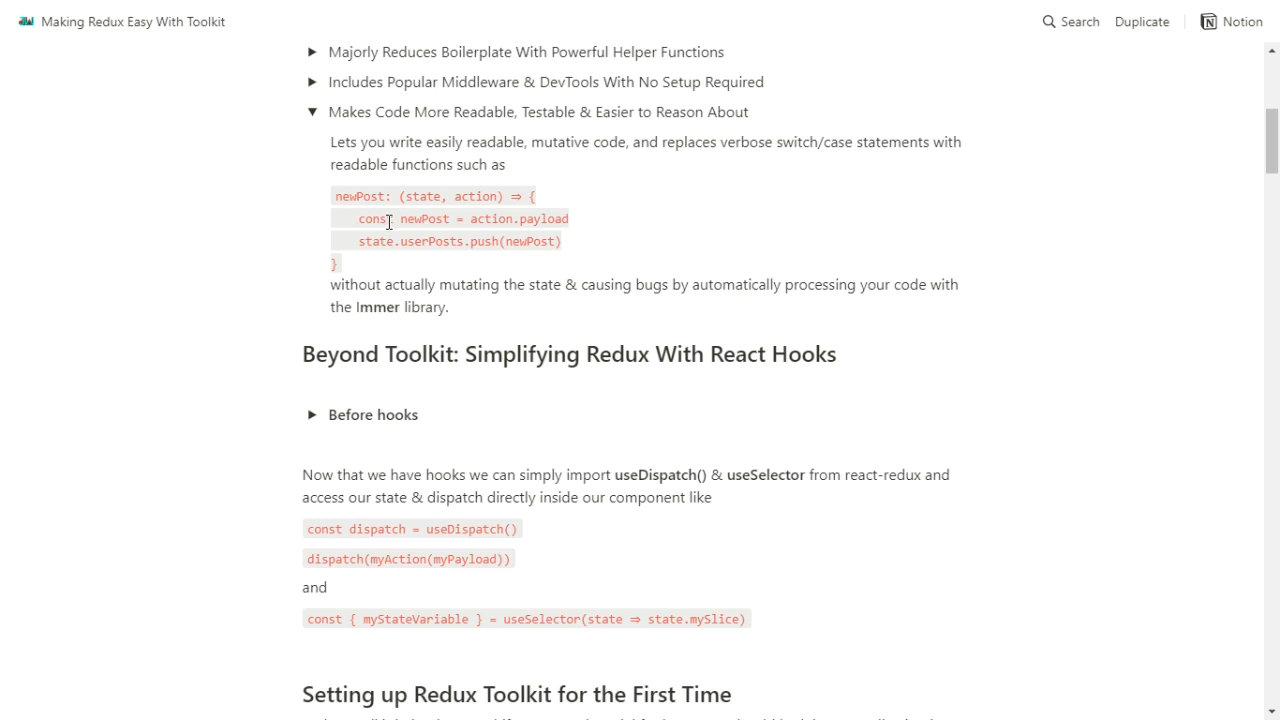 Making Redux Easy With Toolkit
Search Duplicate Notion
Majorly Reduces Boilerplate With Powerful Helper Functions
Includes Popular Middleware & DevTools With No Setup Required
Makes Code More Readable, Testable & Easier to Reason About
Lets you write easily readable, mutative code, and replaces verbose switch/case statements with
readable functions such as
newPost: (state, action) ⇒ {
const newPost = action.payload
state.userPosts.push(newPost)
}
without actually mutating the state & causing bugs by automatically processing your code with
the Immer library.
Beyond Toolkit: Simplifying Redux With React Hooks
Before hooks
Now that we have hooks we can simply import useDispatch() & useSelector from react-redux and
access our state & dispatch directly inside our component like
const dispatch = useDispatch()
dispatch(myAction(myPayload))
and
const { myStateVariable } = useSelector(state ⇒ state.mySlice)
Setting up Redux Toolkit for the First Time